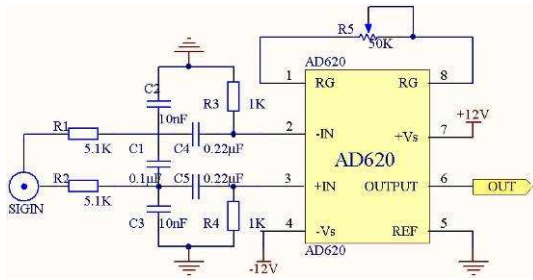 R5
50K
AD620
1
RG
RG
8
C2
R3
1K
10nF
+12V
+Vs
7
R1
5.1K
C1
C4
0.22μF
2
-IN
AD620
0.1μF
R2
5.1K
C5
0.22μF
3
+IN
OUTPUT
6
OUT
SIGIN
C3
10nF
R4
1K
4
-Vs
REF
5
AD620
-12V